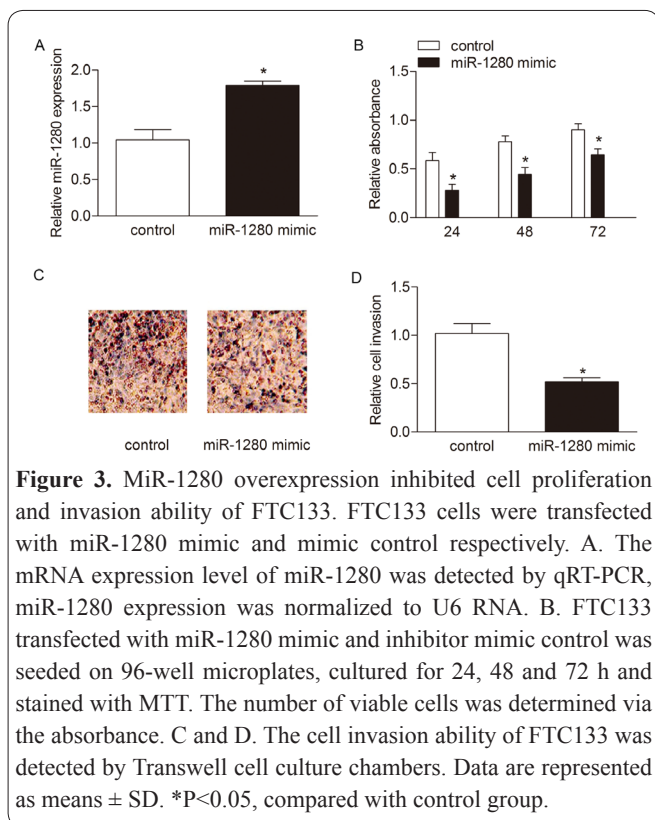 A
Relative miR-1280 expression
2.0
1.5
1.0
0.5
0.0
*
control
miR-1280 mimic
B
control
miR-1280 mimic
Relative absorbance
1.5
1.0
0.5
0.0
*
*
*
24
48
72
C
control
miR-1280 mimic
D
Relative cell invasion
1.5
1.0
0.5
0.0
*
control
miR-1280 mimic
Figure 3. MiR-1280 overexpression inhibited cell proliferation
and invasion ability of FTC133. FTC133 cells were transfected
with miR-1280 mimic and mimic control respectively. A. The
mRNA expression level of miR-1280 was detected by qRT-PCR,
miR-1280 expression was normalized to U6 RNA. B. FTC133
transfected with miR-1280 mimic and inhibitor mimic control was
seeded on 96-well microplates, cultured for 24, 48 and 72 h and
stained with MTT. The number of viable cells was determined via
the absorbance. C and D. The cell invasion ability of FTC133 was
detected by Transwell cell culture chambers. Data are represented
as means ± SD. *P<0.05, compared with control group.